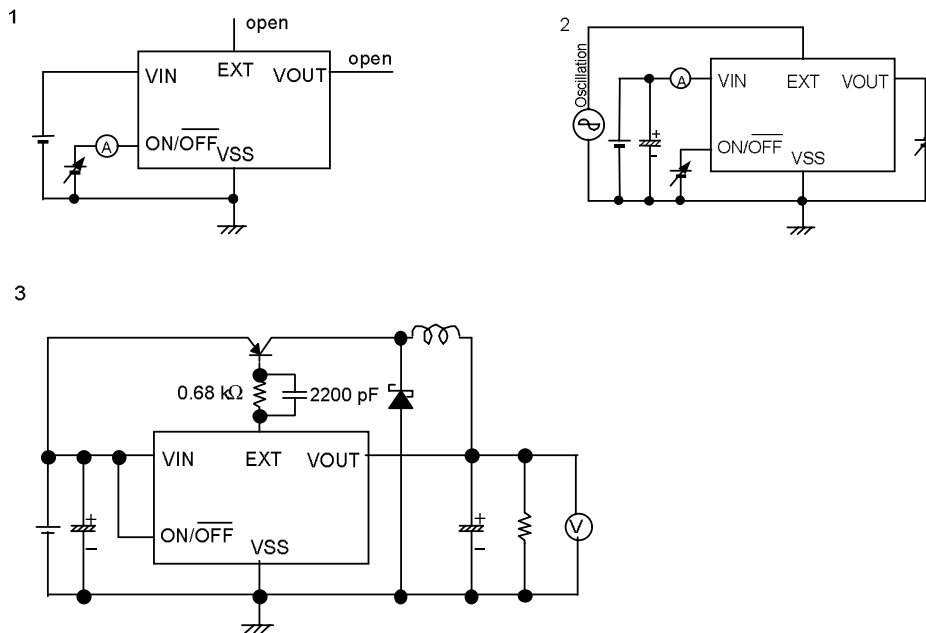 1
open
open
VIN
EXT
VOUT
A
ON/OFF
VSS
2
Oscillation
A
VIN
EXT
VOUT
+
-
ON/OFF
VSS
3
0.68 kΩ
2200 pF
VIN
EXT
VOUT
+
-
ON/OFF
VSS
+
-
V